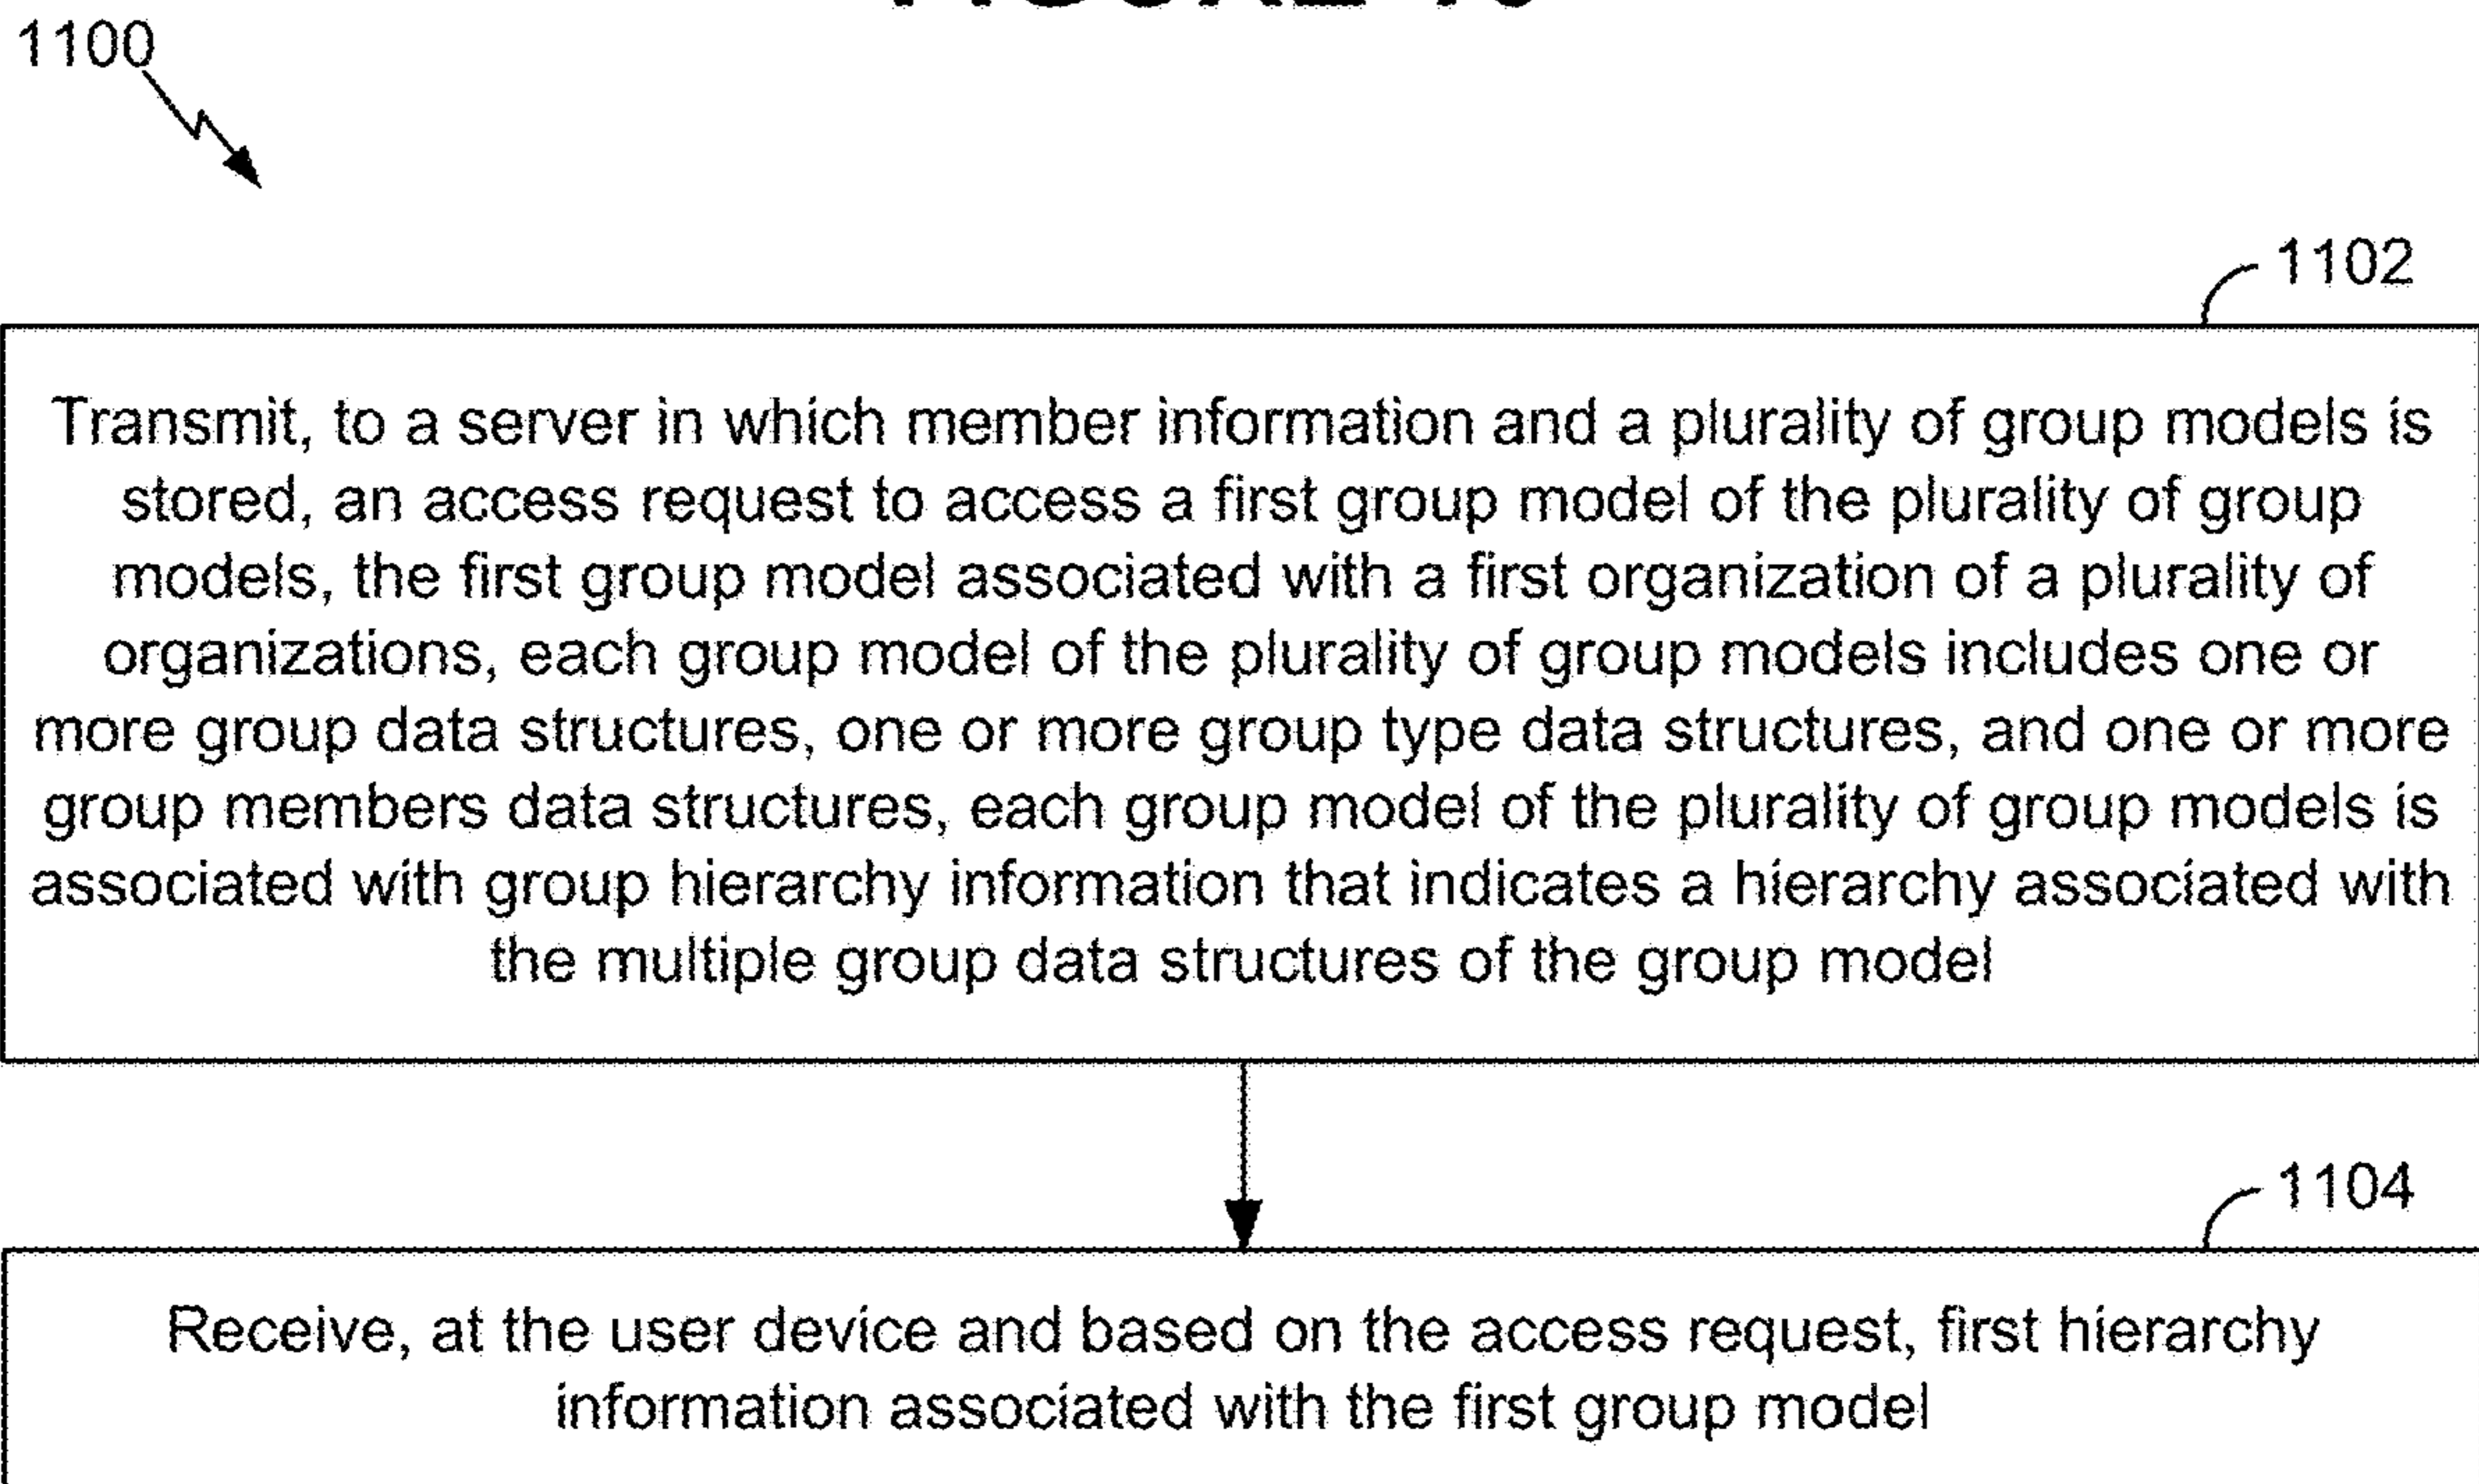 1100
1102
Transmit, to a server in which member information and a plurality of group models is
stored, an access request to access a first group model of the plurality of group
models, the first group model associated with a first organization of a plurality of
organizations, each group model of the plurality of group models includes one or
more group data structures, one or more group type data structures, and one or more
group members data structures, each group model of the plurality of group models is
associated with group hierarchy information that indicates a hierarchy associated with
the multiple group data structures of the group model
1104
Receive, at the user device and based on the access request, first hierarchy
information associated with the first group model